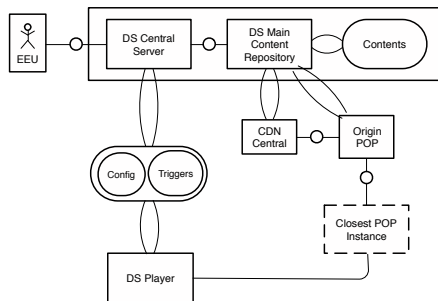 EEU
DS Central
Server
DS Main
Content
Repository
Contents
CDN
Central
Origin
POP
Config
Triggers
Closest POP
Instance
DS Player